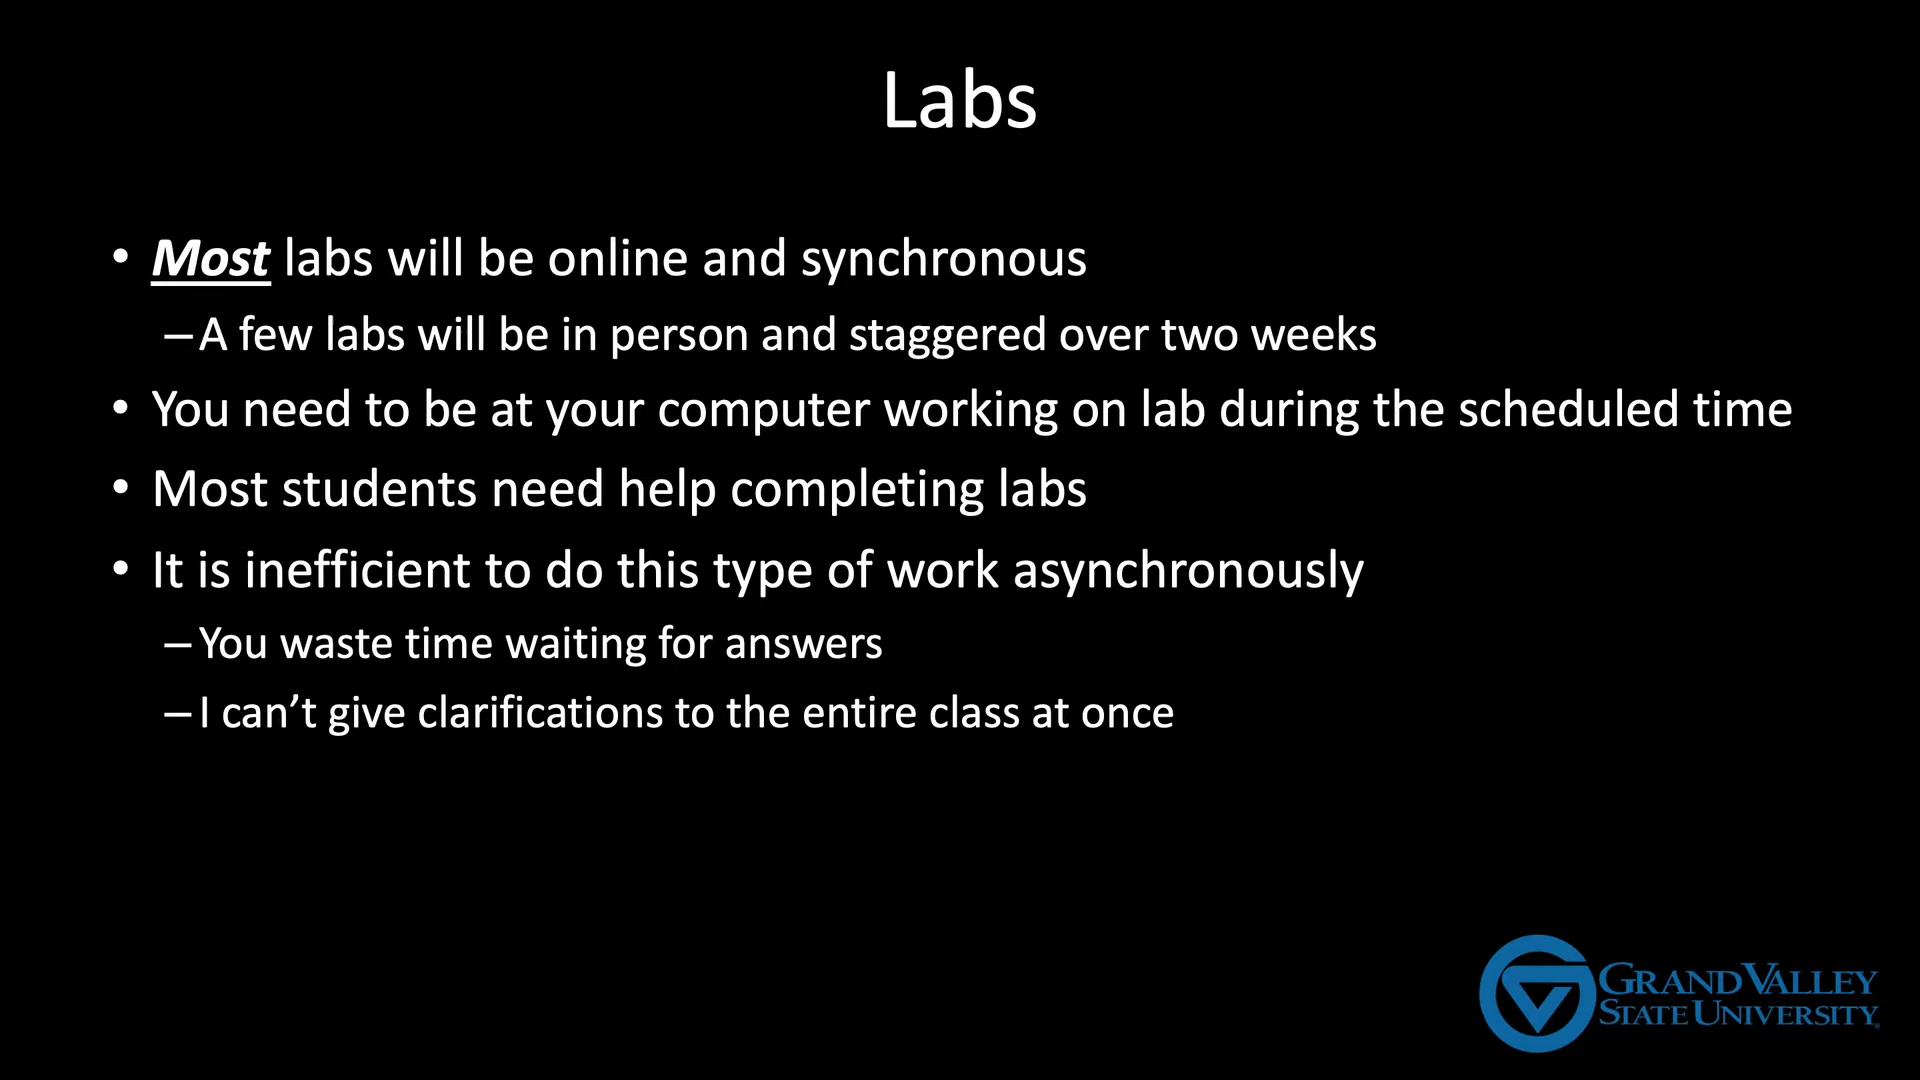 Labs
• Most labs will be online and synchronous
–A few labs will be in person and staggered over two weeks
• You need to be at your computer working on lab during the scheduled time
• Most students need help completing labs
• It is inefficient to do this type of work asynchronously
–You waste time waiting for answers
–I can’t give clarifications to the entire class at once
GRAND VALLEY
STATE UNIVERSITY®